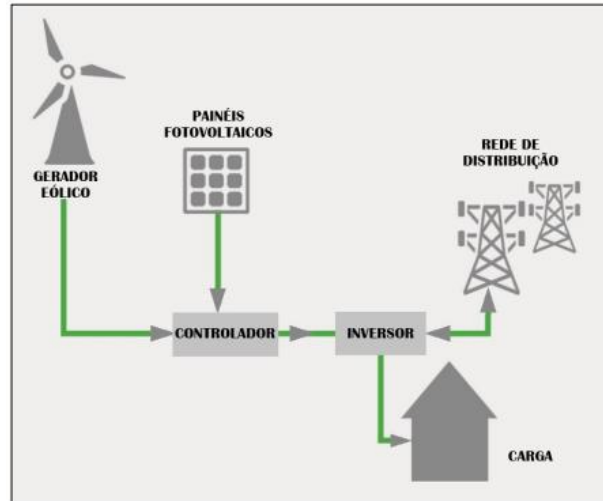 PAINÉIS
FOTOVOLTAICOS
REDE DE
DISTRIBUIÇÃO
GERADOR
EÓLICO
CONTROLADOR
INVERSOR
CARGA